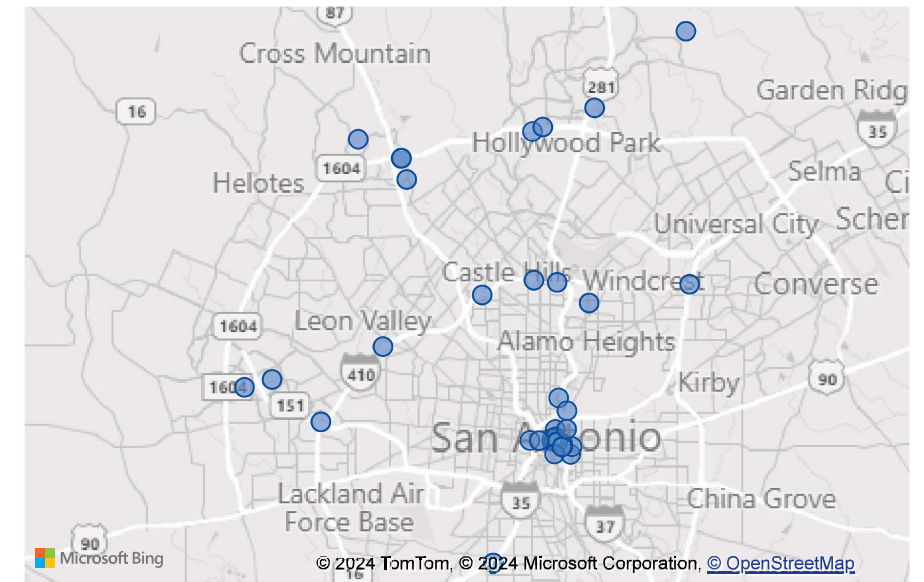 87
Cross Mountain
281
Garden Ridg
16
35
Hollywood Park
1604
Selma
Helotes
Ci
Universal City
Scher
Castle Hills
Windcrest
Converse
1604
Leon Valley
Alamo Heights
410
Kirby
90
1604
151
San Antonio
Lackland Air
Force Base
35
China Grove
37
90
Microsoft Bing
© 2024 TomTom, © 2024 Microsoft Corporation, © OpenStreetMap
16